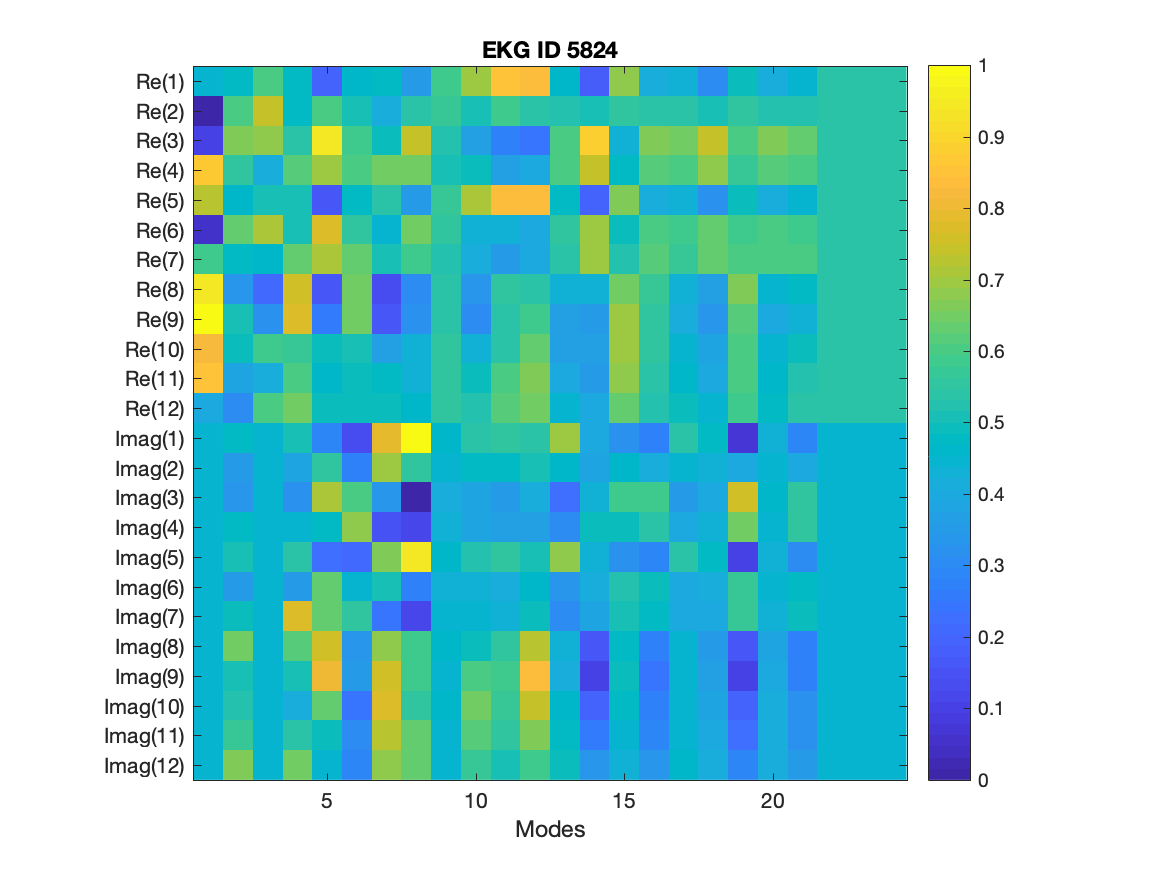 EKG ID 5824
Re(1)
Re(2)
Re(3)
Re(4)
Re(5)
Re(6)
Re(7)
Re(8)
Re(9)
Re(10)
Re(11)
Re(12)
Imag(1)
Imag(2)
Imag(3)
Imag(4)
Imag(5)
Imag(6)
Imag(7)
Imag(8)
Imag(9)
Imag(10)
Imag(11)
Imag(12)
5 10 15 20
Modes
1
0.9
0.8
0.7
0.6
0.5
0.4
0.3
0.2
0.1
0